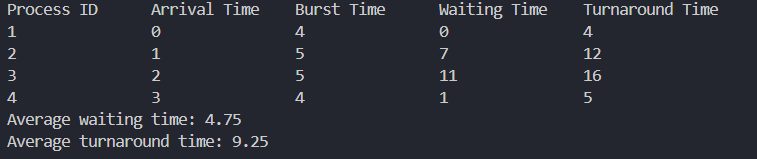 Process ID Arrival Time Burst Time Waiting Time Turnaround Time
1 0 4 0 4
2 1 5 7 12
3 2 5 11 16
4 3 4 1 5
Average waiting time: 4.75
Average turnaround time: 9.25